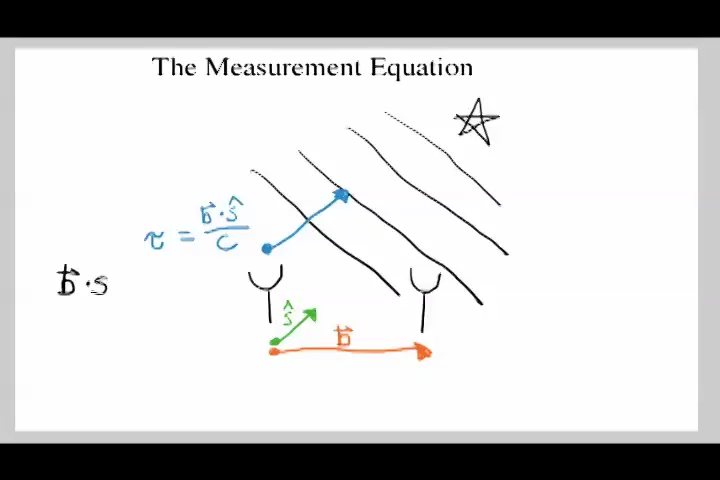 The Measurement Equation
τ = b⃗·ŝ/c
b⃗·s
ŝ
b⃗